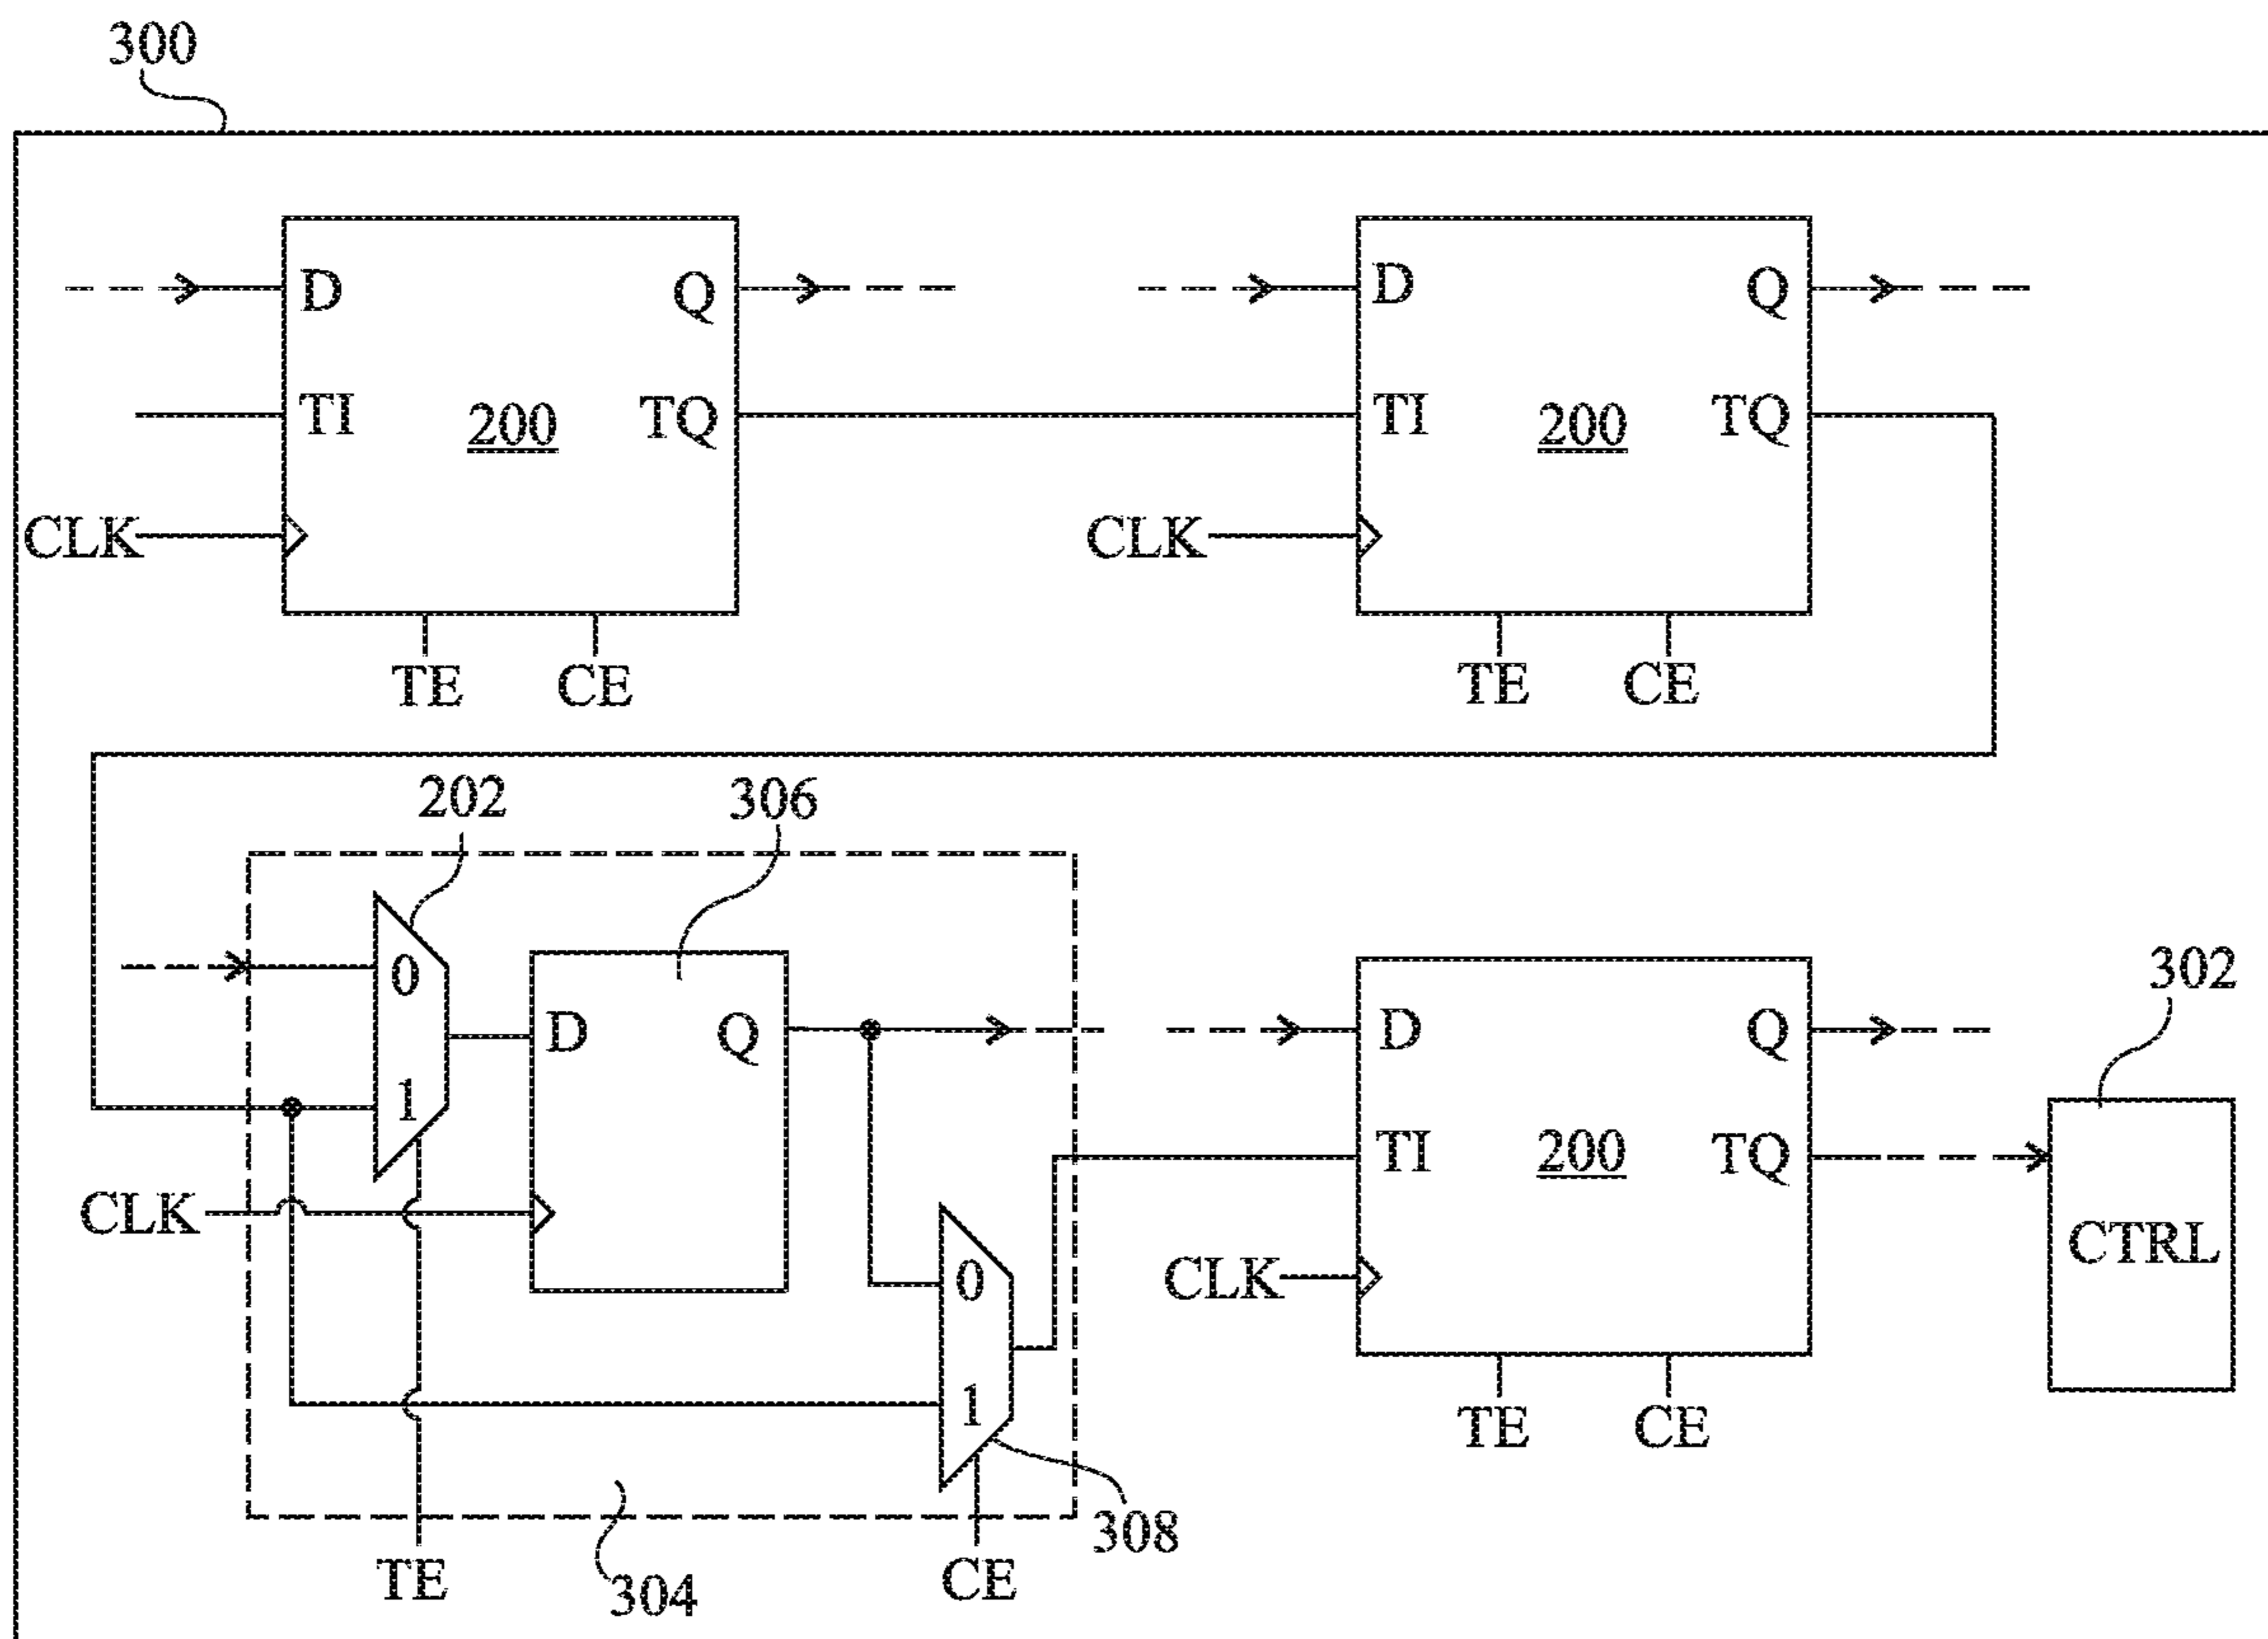 300
D Q D Q
TI 200 TQ TI 200 TQ
CLK CLK
TE CE TE CE
202 306
0 302
D Q D Q
1 TI 200 TQ
CLK CTRL
0 CLK
1
TE CE
308
TE 304 CE